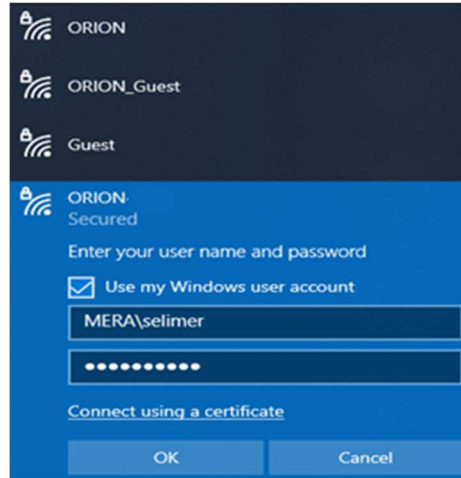 ORION
ORION_Guest
Guest
ORION
Secured
Enter your user name and password
Use my Windows user account
MERA\selimer
••••••••••
Connect using a certificate
OK
Cancel